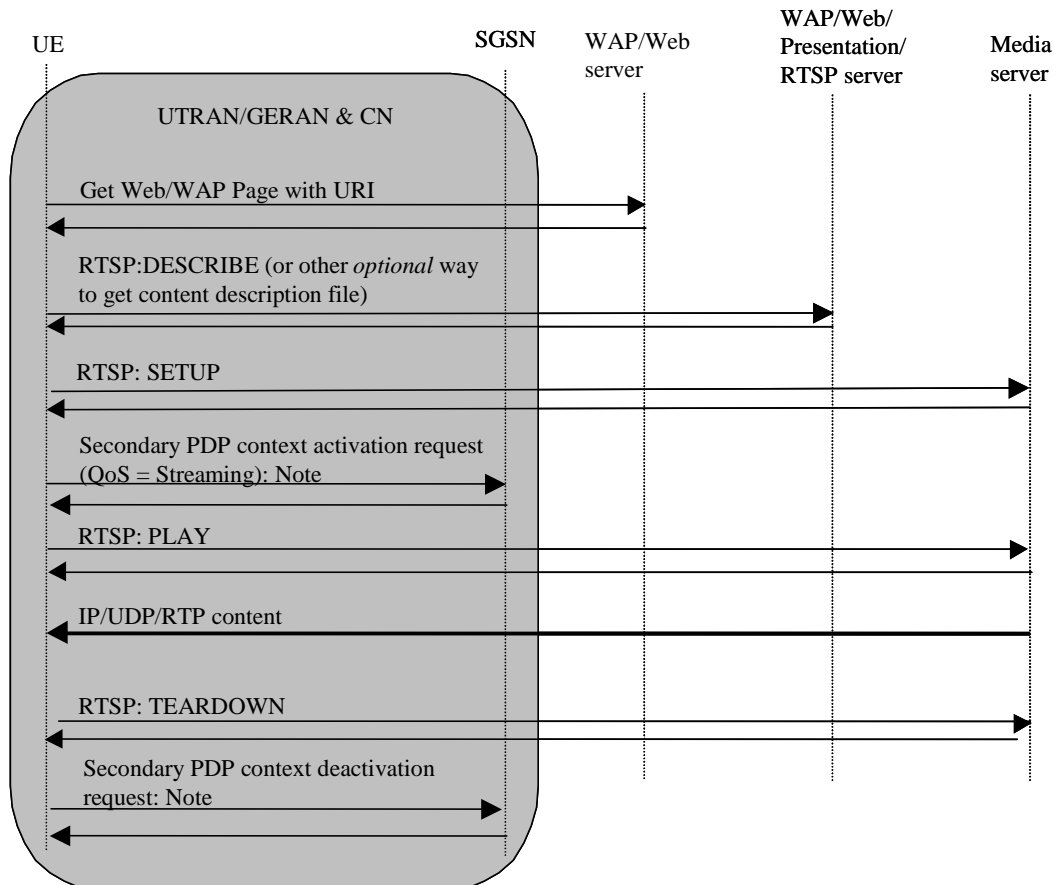 UE
SGSN
WAP/Web
server
WAP/Web/
Presentation/
RTSP server
Media
server
UTRAN/GERAN & CN
Get Web/WAP Page with URI
RTSP:DESCRIBE (or other optional way
to get content description file)
RTSP: SETUP
Secondary PDP context activation request
(QoS = Streaming): Note
RTSP: PLAY
IP/UDP/RTP content
RTSP: TEARDOWN
Secondary PDP context deactivation
request: Note